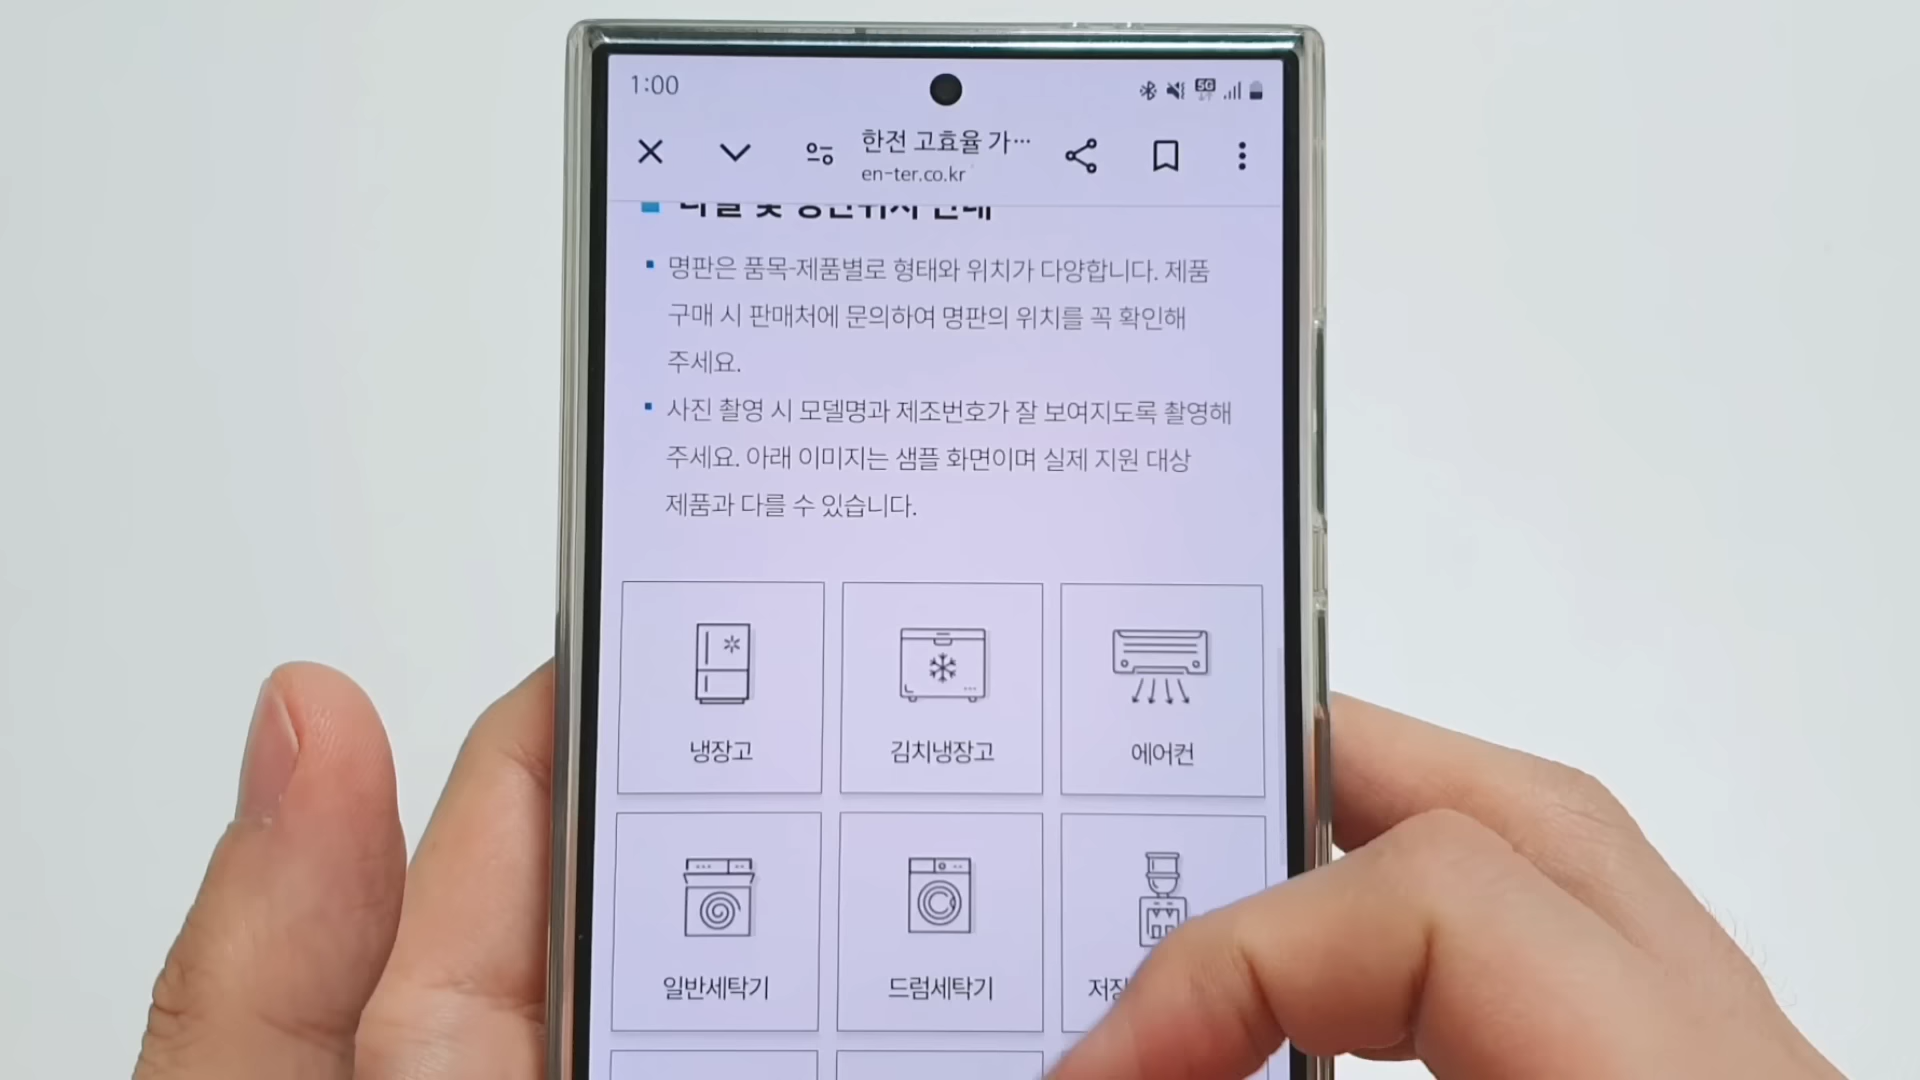 1:00
5G
한전 고효율 가…
en-ter.co.kr
명판은 품목-제품별로 형태와 위치가 다양합니다. 제품
구매 시 판매처에 문의하여 명판의 위치를 꼭 확인해
주세요.
사진 촬영 시 모델명과 제조번호가 잘 보여지도록 촬영해
주세요. 아래 이미지는 샘플 화면이며 실제 지원 대상
제품과 다를 수 있습니다.
냉장고 김치냉장고 에어컨
일반세탁기 드럼세탁기